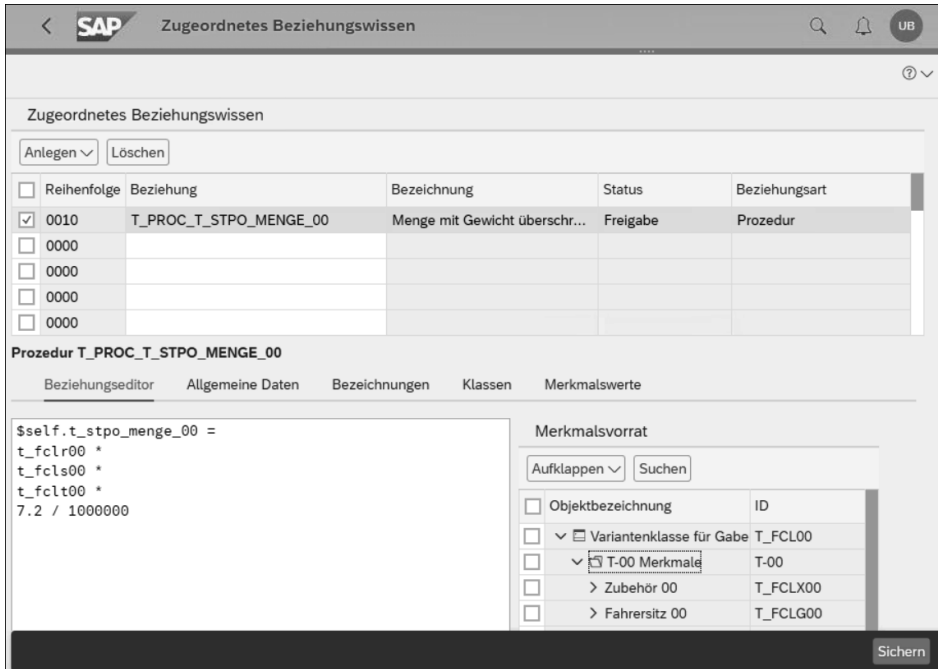 SAP Zugeordnetes Beziehungswissen UB
Zugeordnetes Beziehungswissen
Anlegen Löschen
Reihenfolge Beziehung Bezeichnung Status Beziehungsart
0010 T_PROC_T_STPO_MENGE_00 Menge mit Gewicht überschr... Freigabe Prozedur
0000
0000
0000
0000
Prozedur T_PROC_T_STPO_MENGE_00
Beziehungseditor Allgemeine Daten Bezeichnungen Klassen Merkmalswerte
$self.t_stpo_menge_00 =
t_fclr00 *
t_fcls00 *
t_fclt00 *
7.2 / 1000000
Merkmalsvorrat
Aufklappen Suchen
Objektbezeichnung ID
Variantenklasse für Gabe T_FCL00
T-00 Merkmale T-00
Zubehör 00 T_FCLX00
Fahrersitz 00 T_FCLG00
Sichern